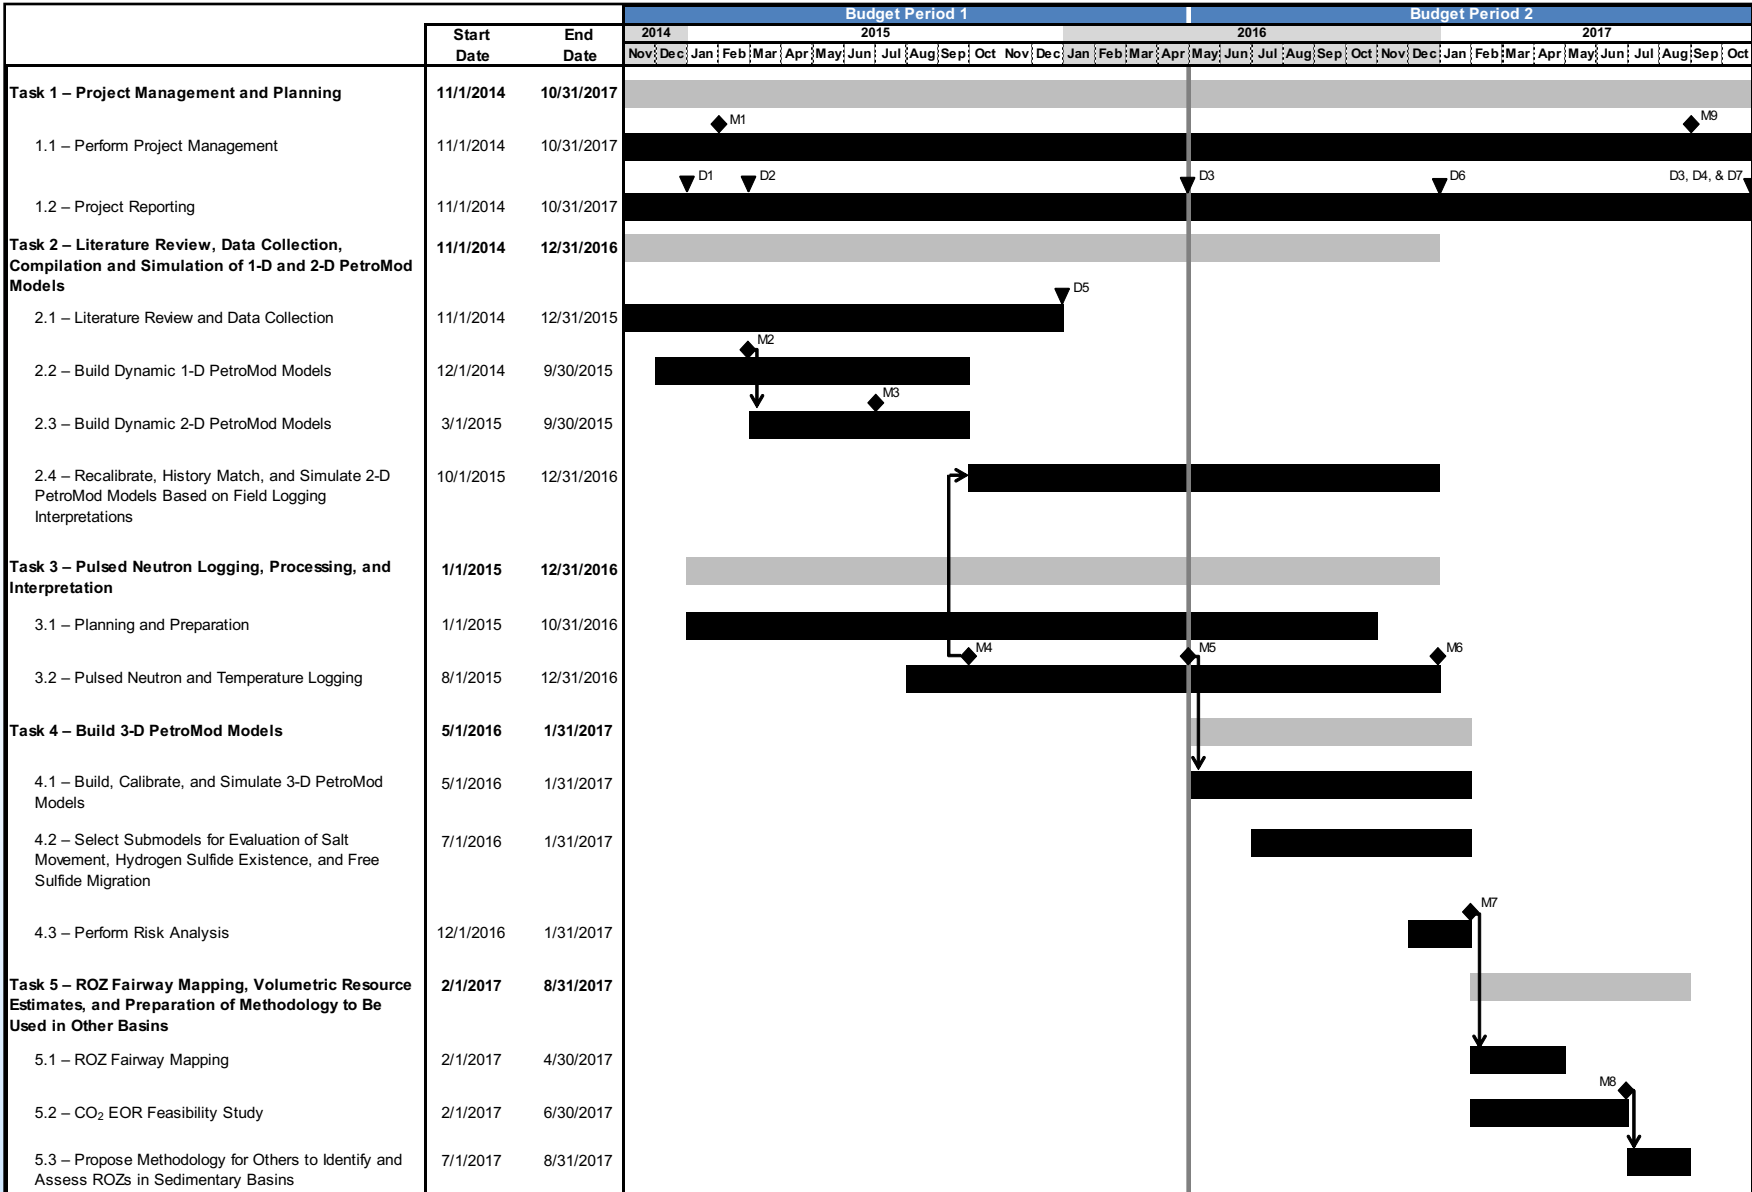 Budget Period 1 Budget Period 2
Start End 2014 2015 2016 2017
Date Date Nov Dec Jan Feb Mar Apr May Jun Jul Aug Sep Oct Nov Dec Jan Feb Mar Apr May Jun Jul Aug Sep Oct Nov Dec Jan Feb Mar Apr May Jun Jul Aug Sep Oct
Task 1 – Project Management and Planning 11/1/2014 10/31/2017
M1 M9
1.1 – Perform Project Management 11/1/2014 10/31/2017
D1 D2 D3 D6 D3, D4, & D7
1.2 – Project Reporting 11/1/2014 10/31/2017
Task 2 – Literature Review, Data Collection, 11/1/2014 12/31/2016
Compilation and Simulation of 1-D and 2-D PetroMod
Models
D5
2.1 – Literature Review and Data Collection 11/1/2014 12/31/2015
M2
2.2 – Build Dynamic 1-D PetroMod Models 12/1/2014 9/30/2015
M3
2.3 – Build Dynamic 2-D PetroMod Models 3/1/2015 9/30/2015
2.4 – Recalibrate, History Match, and Simulate 2-D 10/1/2015 12/31/2016
PetroMod Models Based on Field Logging
Interpretations
Task 3 – Pulsed Neutron Logging, Processing, and 1/1/2015 12/31/2016
Interpretation
3.1 – Planning and Preparation 1/1/2015 10/31/2016
M4 M5 M6
3.2 – Pulsed Neutron and Temperature Logging 8/1/2015 12/31/2016
Task 4 – Build 3-D PetroMod Models 5/1/2016 1/31/2017
4.1 – Build, Calibrate, and Simulate 3-D PetroMod 5/1/2016 1/31/2017
Models
4.2 – Select Submodels for Evaluation of Salt 7/1/2016 1/31/2017
Movement, Hydrogen Sulfide Existence, and Free
Sulfide Migration
M7
4.3 – Perform Risk Analysis 12/1/2016 1/31/2017
Task 5 – ROZ Fairway Mapping, Volumetric Resource 2/1/2017 8/31/2017
Estimates, and Preparation of Methodology to Be
Used in Other Basins
5.1 – ROZ Fairway Mapping 2/1/2017 4/30/2017
M8
5.2 – CO₂ EOR Feasibility Study 2/1/2017 6/30/2017
5.3 – Propose Methodology for Others to Identify and 7/1/2017 8/31/2017
Assess ROZs in Sedimentary Basins